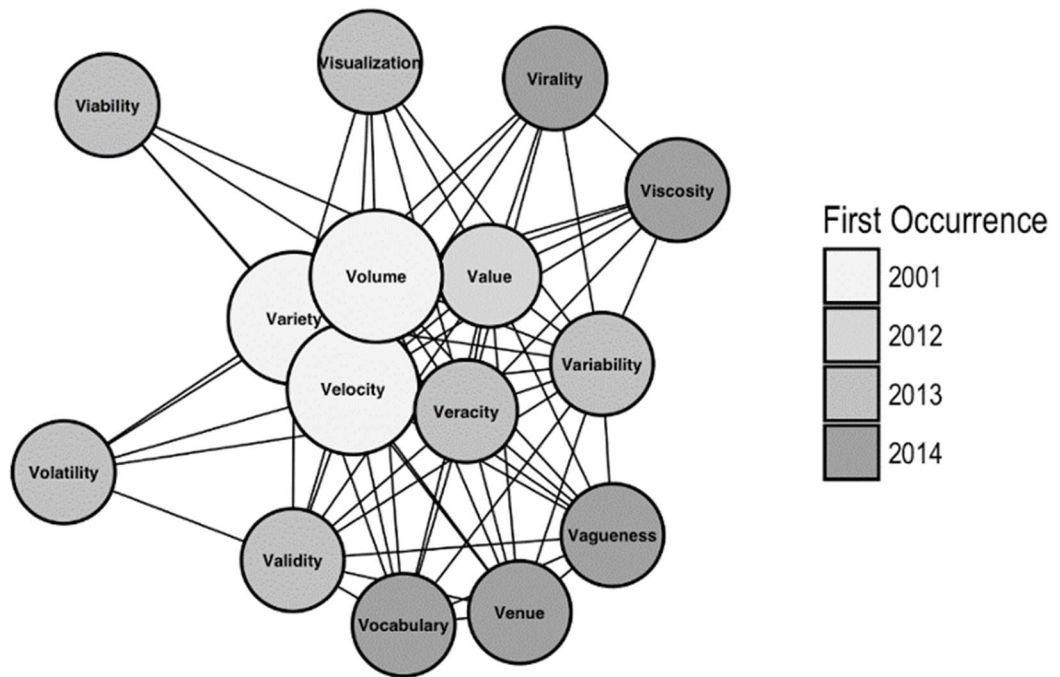 Visualization
Virality
Viability
Viscosity
Volume
Value
Variety
Variability
Velocity
Veracity
Volatility
Vagueness
Validity
Venue
Vocabulary
First Occurrence
2001
2012
2013
2014